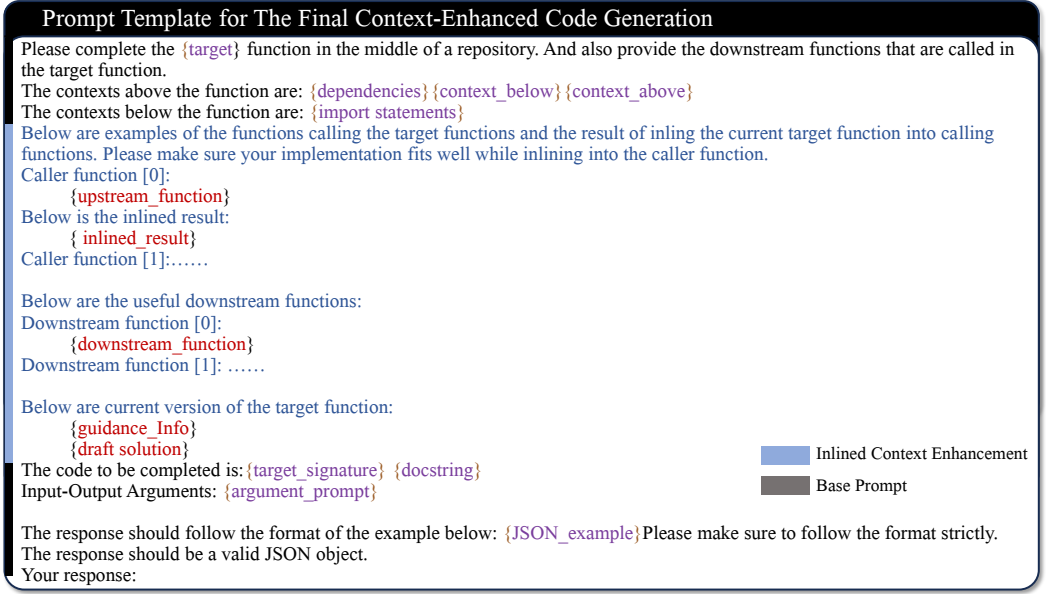 Prompt Template for The Final Context-Enhanced Code Generation
Please complete the {target} function in the middle of a repository. And also provide the downstream functions that are called in
the target function.
The contexts above the function are: {dependencies}{context_below}{context_above}
The contexts below the function are: {import statements}
Below are examples of the functions calling the target functions and the result of inling the current target function into calling
functions. Please make sure your implementation fits well while inlining into the caller function.
Caller function [0]:
{upstream_function}
Below is the inlined result:
{ inlined_result}
Caller function [1]:……
Below are the useful downstream functions:
Downstream function [0]:
{downstream_function}
Downstream function [1]: ……
Below are current version of the target function:
{guidance_Info}
{draft solution}
The code to be completed is:{target_signature} {docstring}
Input-Output Arguments: {argument_prompt}
Inlined Context Enhancement
Base Prompt
The response should follow the format of the example below: {JSON_example}Please make sure to follow the format strictly.
The response should be a valid JSON object.
Your response: